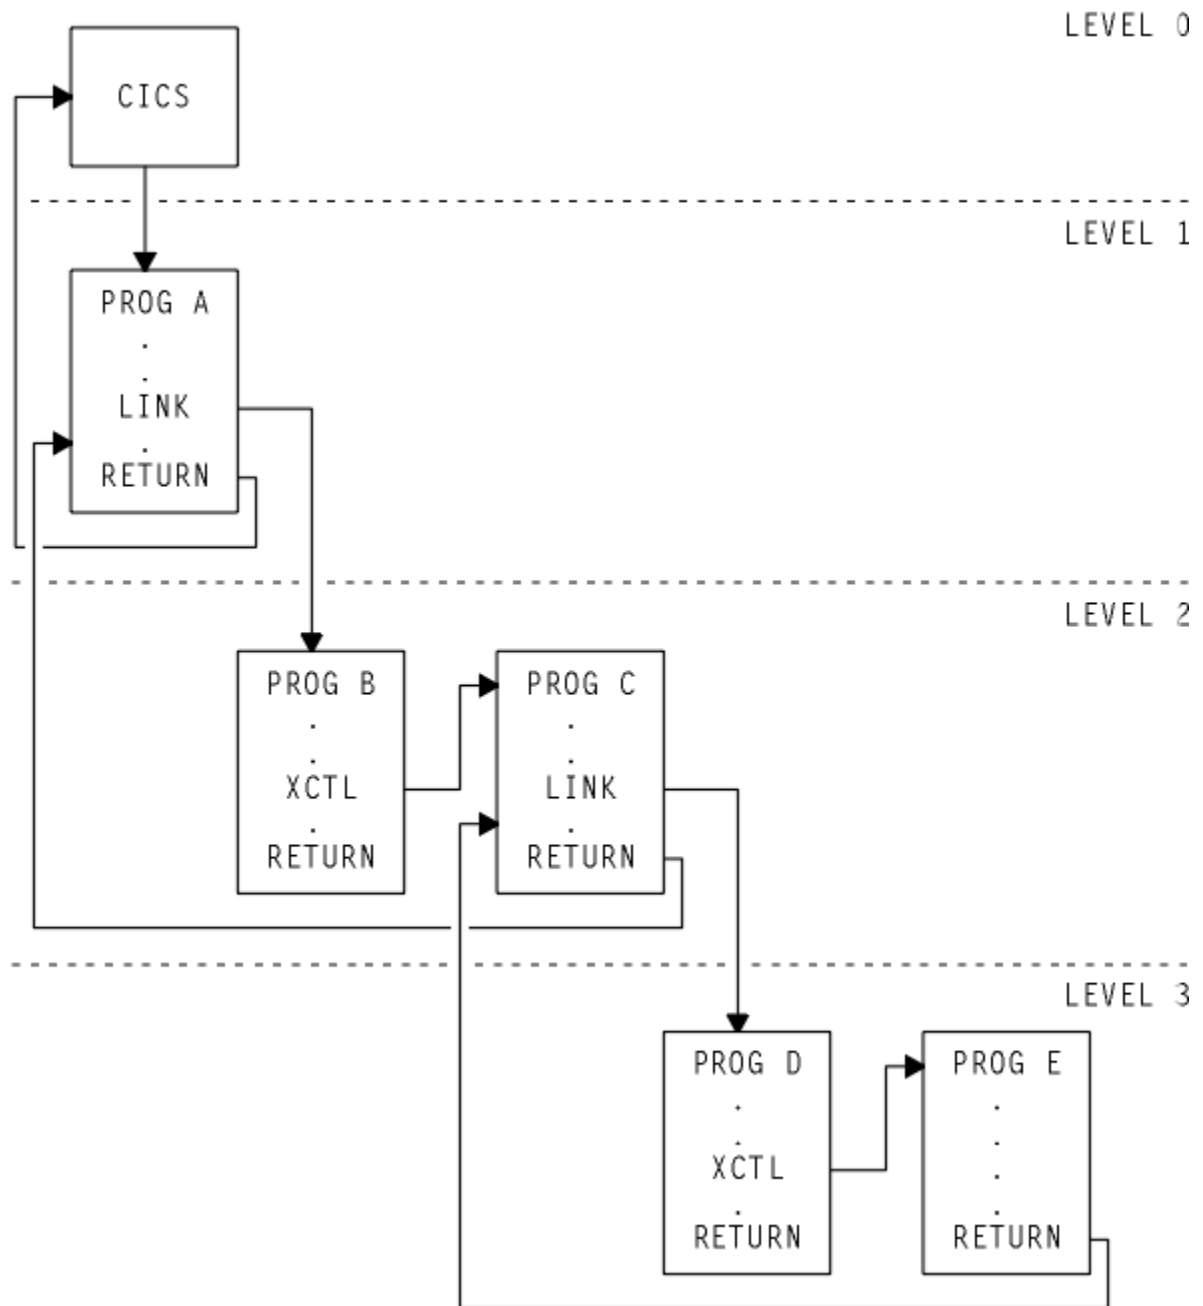 LEVEL 0
CICS
LEVEL 1
PROG A
.
.
LINK
.
RETURN
LEVEL 2
PROG B
.
.
XCTL
.
RETURN
PROG C
.
.
LINK
.
RETURN
LEVEL 3
PROG D
.
.
XCTL
.
RETURN
PROG E
.
.
.
.
RETURN